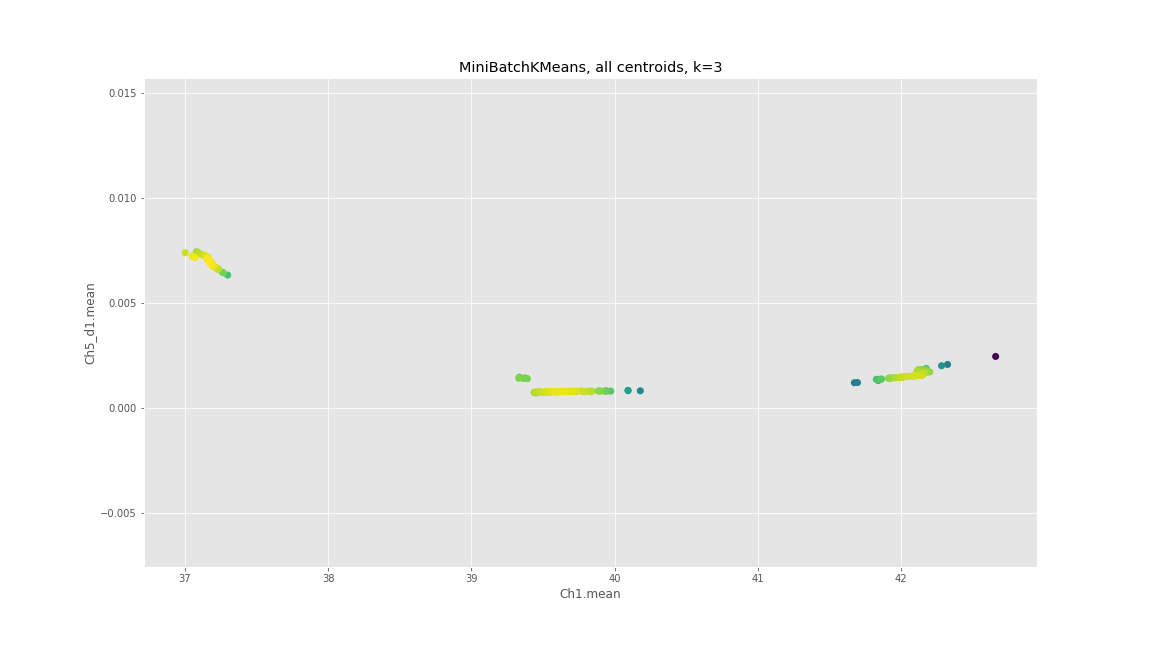 MiniBatchKMeans, all centroids, k=3
0.015
0.010
0.005
0.000
−0.005
Ch5_d1.mean
37 38 39 40 41 42
Ch1.mean